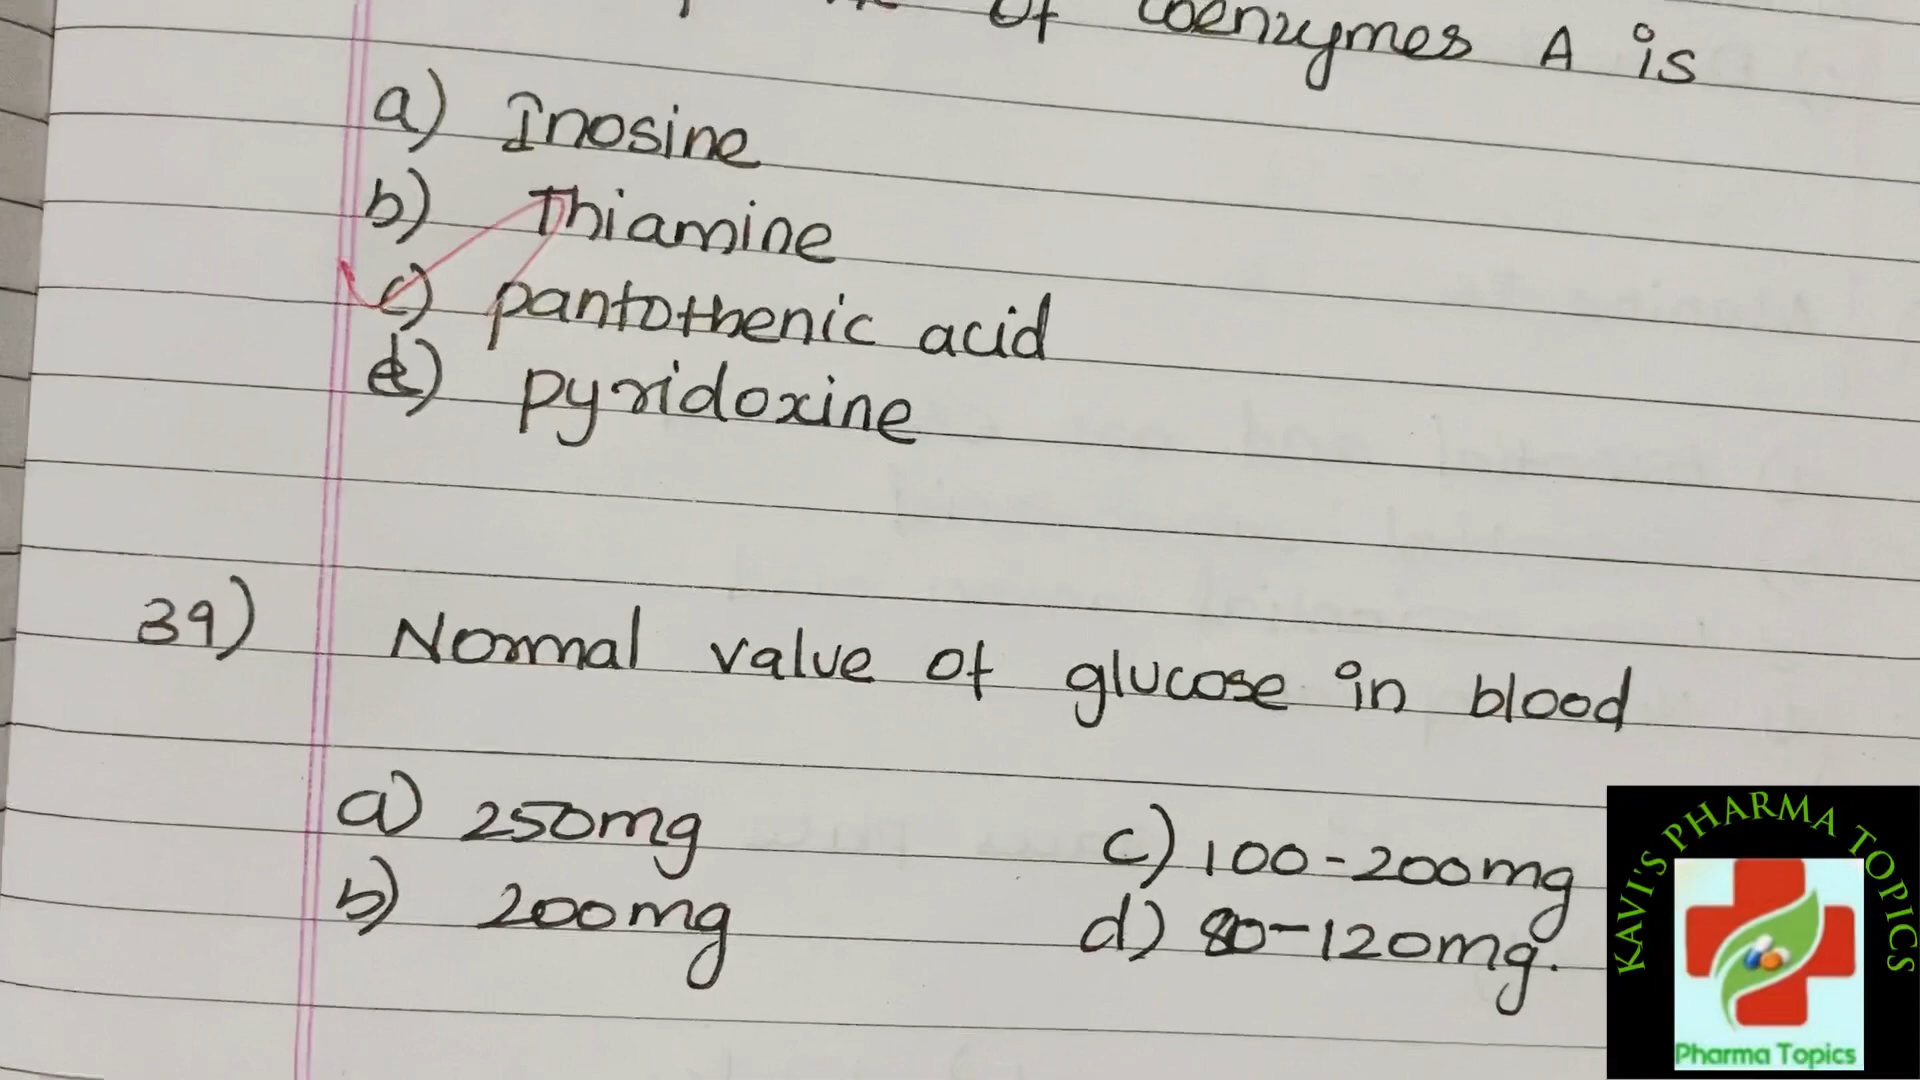 of coenzymes A is
a) Inosine
b) Thiamine
c) pantothenic acid
d) pyridoxine
39) Normal value of glucose in blood
a) 250mg
c) 100-200mg
b) 200mg
d) 80-120mg.
KAVI'S PHARMA TOPICS
Pharma Topics